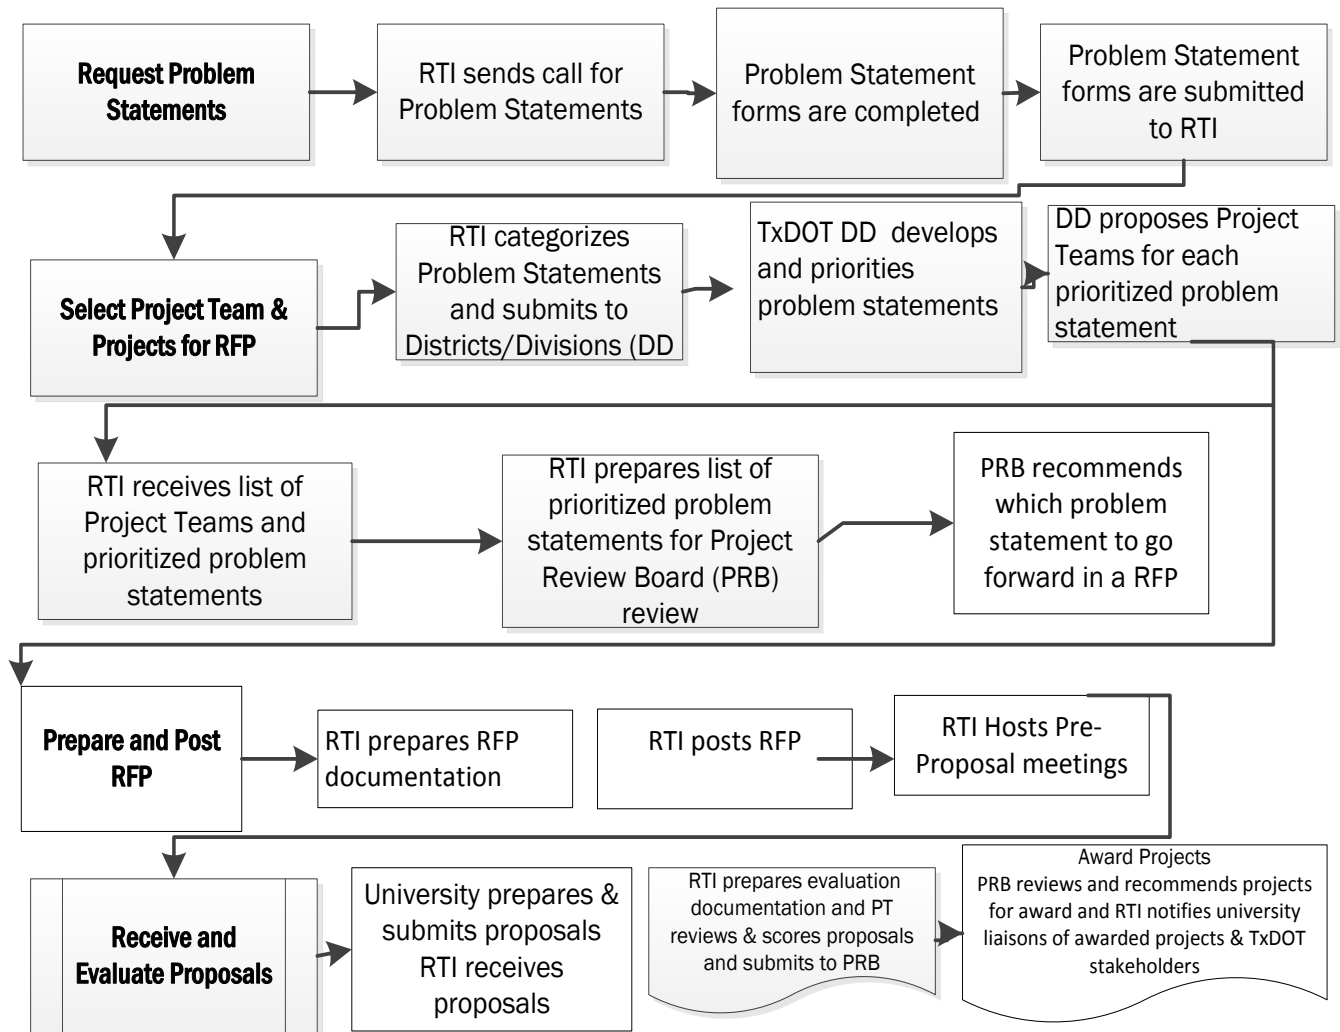 Request Problem
Statements
RTI sends call for
Problem Statements
Problem Statement
forms are completed
Problem Statement
forms are submitted
to RTI
Select Project Team &
Projects for RFP
RTI categorizes
Problem Statements
and submits to
Districts/Divisions (DD
TxDOT DD develops
and priorities
problem statements
DD proposes Project
Teams for each
prioritized problem
statement
RTI receives list of
Project Teams and
prioritized problem
statements
RTI prepares list of
prioritized problem
statements for Project
Review Board (PRB)
review
PRB recommends
which problem
statement to go
forward in a RFP
Prepare and Post
RFP
RTI prepares RFP
documentation
RTI posts RFP
RTI Hosts Pre-
Proposal meetings
Receive and
Evaluate Proposals
University prepares &
submits proposals
RTI receives
proposals
RTI prepares evaluation
documentation and PT
reviews & scores proposals
and submits to PRB
Award Projects
PRB reviews and recommends projects
for award and RTI notifies university
liaisons of awarded projects & TxDOT
stakeholders